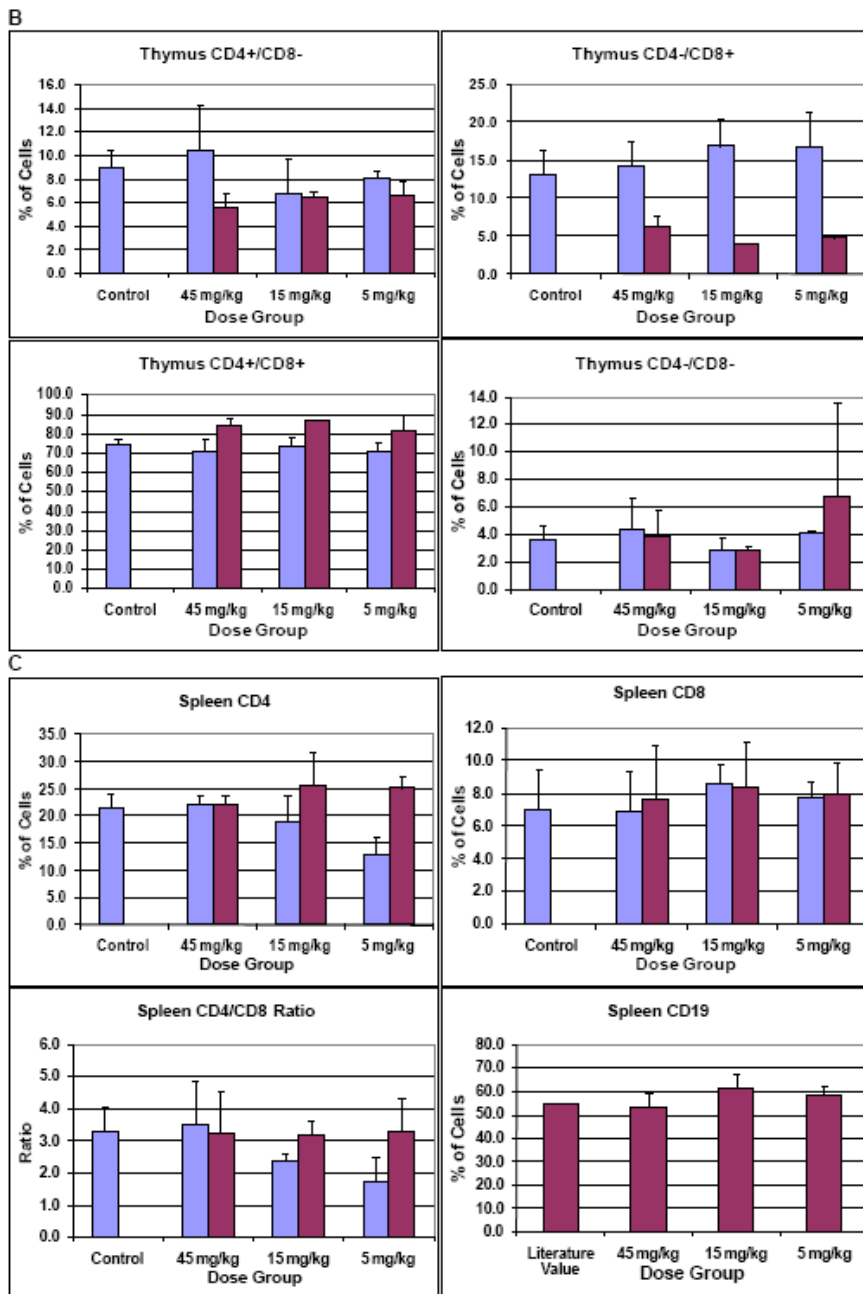 B
Thymus CD4+/CD8-
% of Cells
16.0
14.0
12.0
10.0
8.0
6.0
4.0
2.0
0.0
Control 45 mg/kg 15 mg/kg 5 mg/kg
Dose Group
Thymus CD4-/CD8+
% of Cells
25.0
20.0
15.0
10.0
5.0
0.0
Control 45 mg/kg 15 mg/kg 5 mg/kg
Dose Group
Thymus CD4+/CD8+
% of Cells
100.0
90.0
80.0
70.0
60.0
50.0
40.0
30.0
20.0
10.0
0.0
Control 45 mg/kg 15 mg/kg 5 mg/kg
Dose Group
Thymus CD4-/CD8-
% of Cells
14.0
12.0
10.0
8.0
6.0
4.0
2.0
0.0
Control 45 mg/kg 15 mg/kg 5 mg/kg
Dose Group
C
Spleen CD4
% of Cells
35.0
30.0
25.0
20.0
15.0
10.0
5.0
0.0
Control 45 mg/kg 15 mg/kg 5 mg/kg
Dose Group
Spleen CD8
% of Cells
12.0
10.0
8.0
6.0
4.0
2.0
0.0
Control 45 mg/kg 15 mg/kg 5 mg/kg
Dose Group
Spleen CD4/CD8 Ratio
Ratio
6.0
5.0
4.0
3.0
2.0
1.0
0.0
Control 45 mg/kg 15 mg/kg 5 mg/kg
Dose Group
Spleen CD19
% of Cells
80.0
70.0
60.0
50.0
40.0
30.0
20.0
10.0
0.0
Literature 45 mg/kg 15 mg/kg 5 mg/kg
Value Dose Group